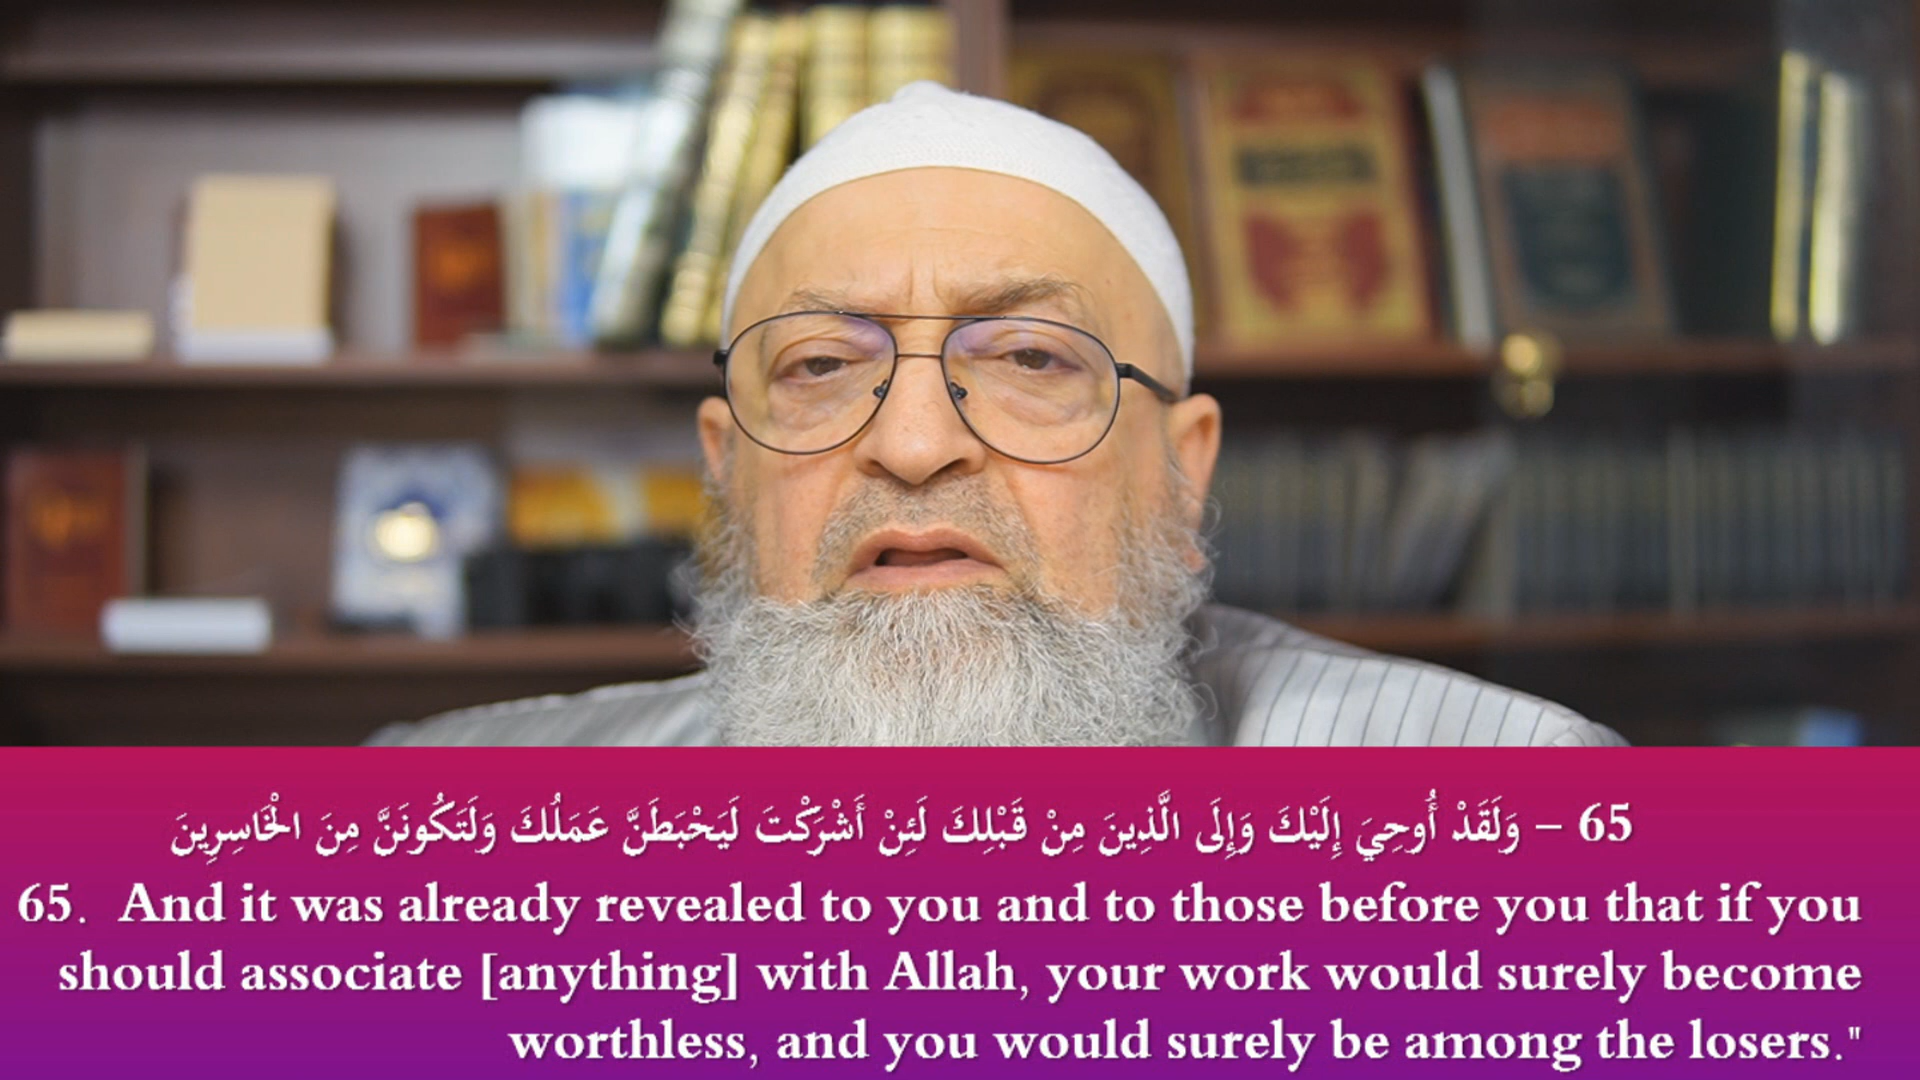 65 – وَلَقَدْ أُوحِيَ إِلَيْكَ وَإِلَى الَّذِينَ مِنْ قَبْلِكَ لَئِنْ أَشْرَكْتَ لَيَحْبَطَنَّ عَمَلُكَ وَلَتَكُونَنَّ مِنَ الْخَاسِرِينَ
65. And it was already revealed to you and to those before you that if you
should associate [anything] with Allah, your work would surely become
worthless, and you would surely be among the losers."